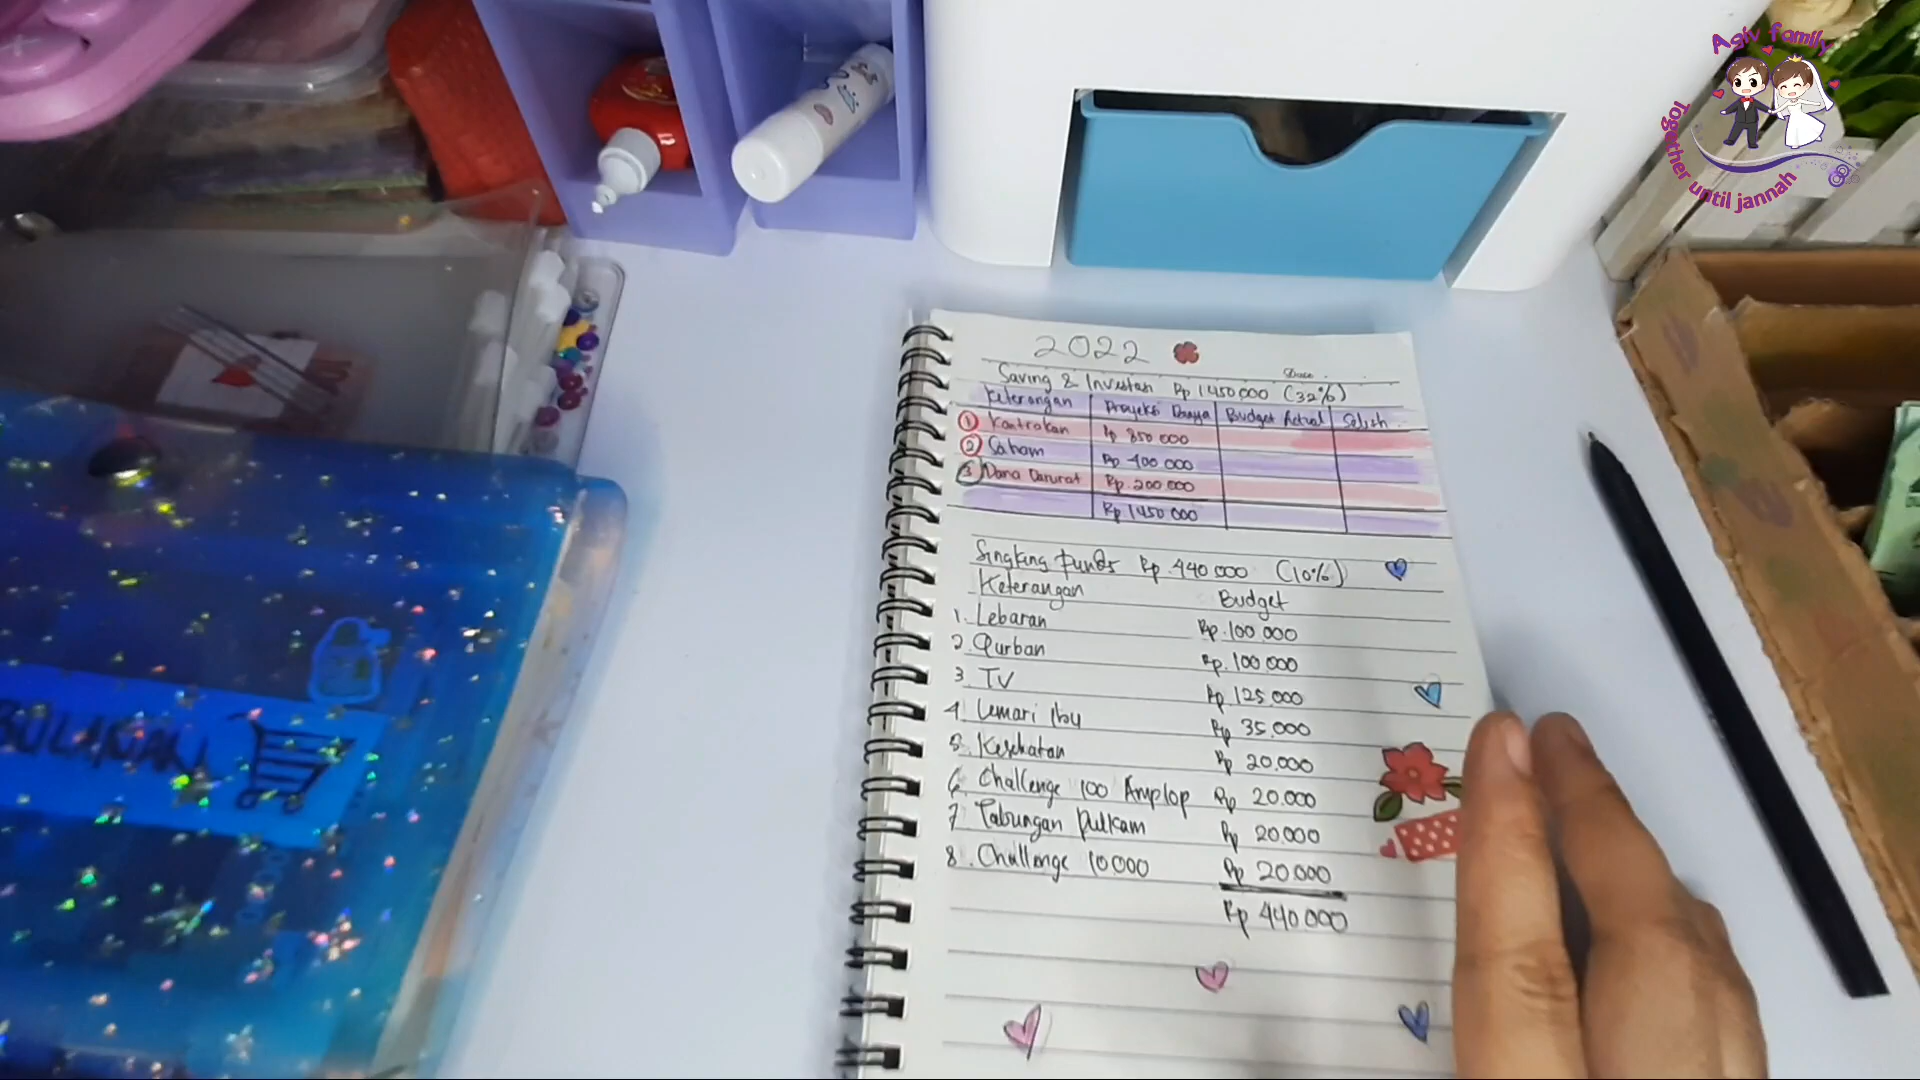 Agiv family
Together until jannah
2022
Date
Saving & Investasi Rp 1.450.000 (32%)
Keterangan Proyeksi Dananya Budget Actual Selisih
1 Kontrakan Rp 850.000
2 Saham Rp 400.000
3 Dana Darurat Rp. 200.000
Rp 1.450.000
Singking Funds Rp 440.000 (10%)
Keterangan Budget
1. Lebaran Rp. 100.000
2. Qurban Rp. 100.000
3. TV Rp 125.000
4. Lemari Ibu Rp 35.000
5. Kesehatan Rp 20.000
6. Challenge 100 Amplop Rp 20.000
7. Tabungan Pulkam Rp 20.000
8. Challenge 10.000 Rp 20.000
Rp 440.000
BULANAN